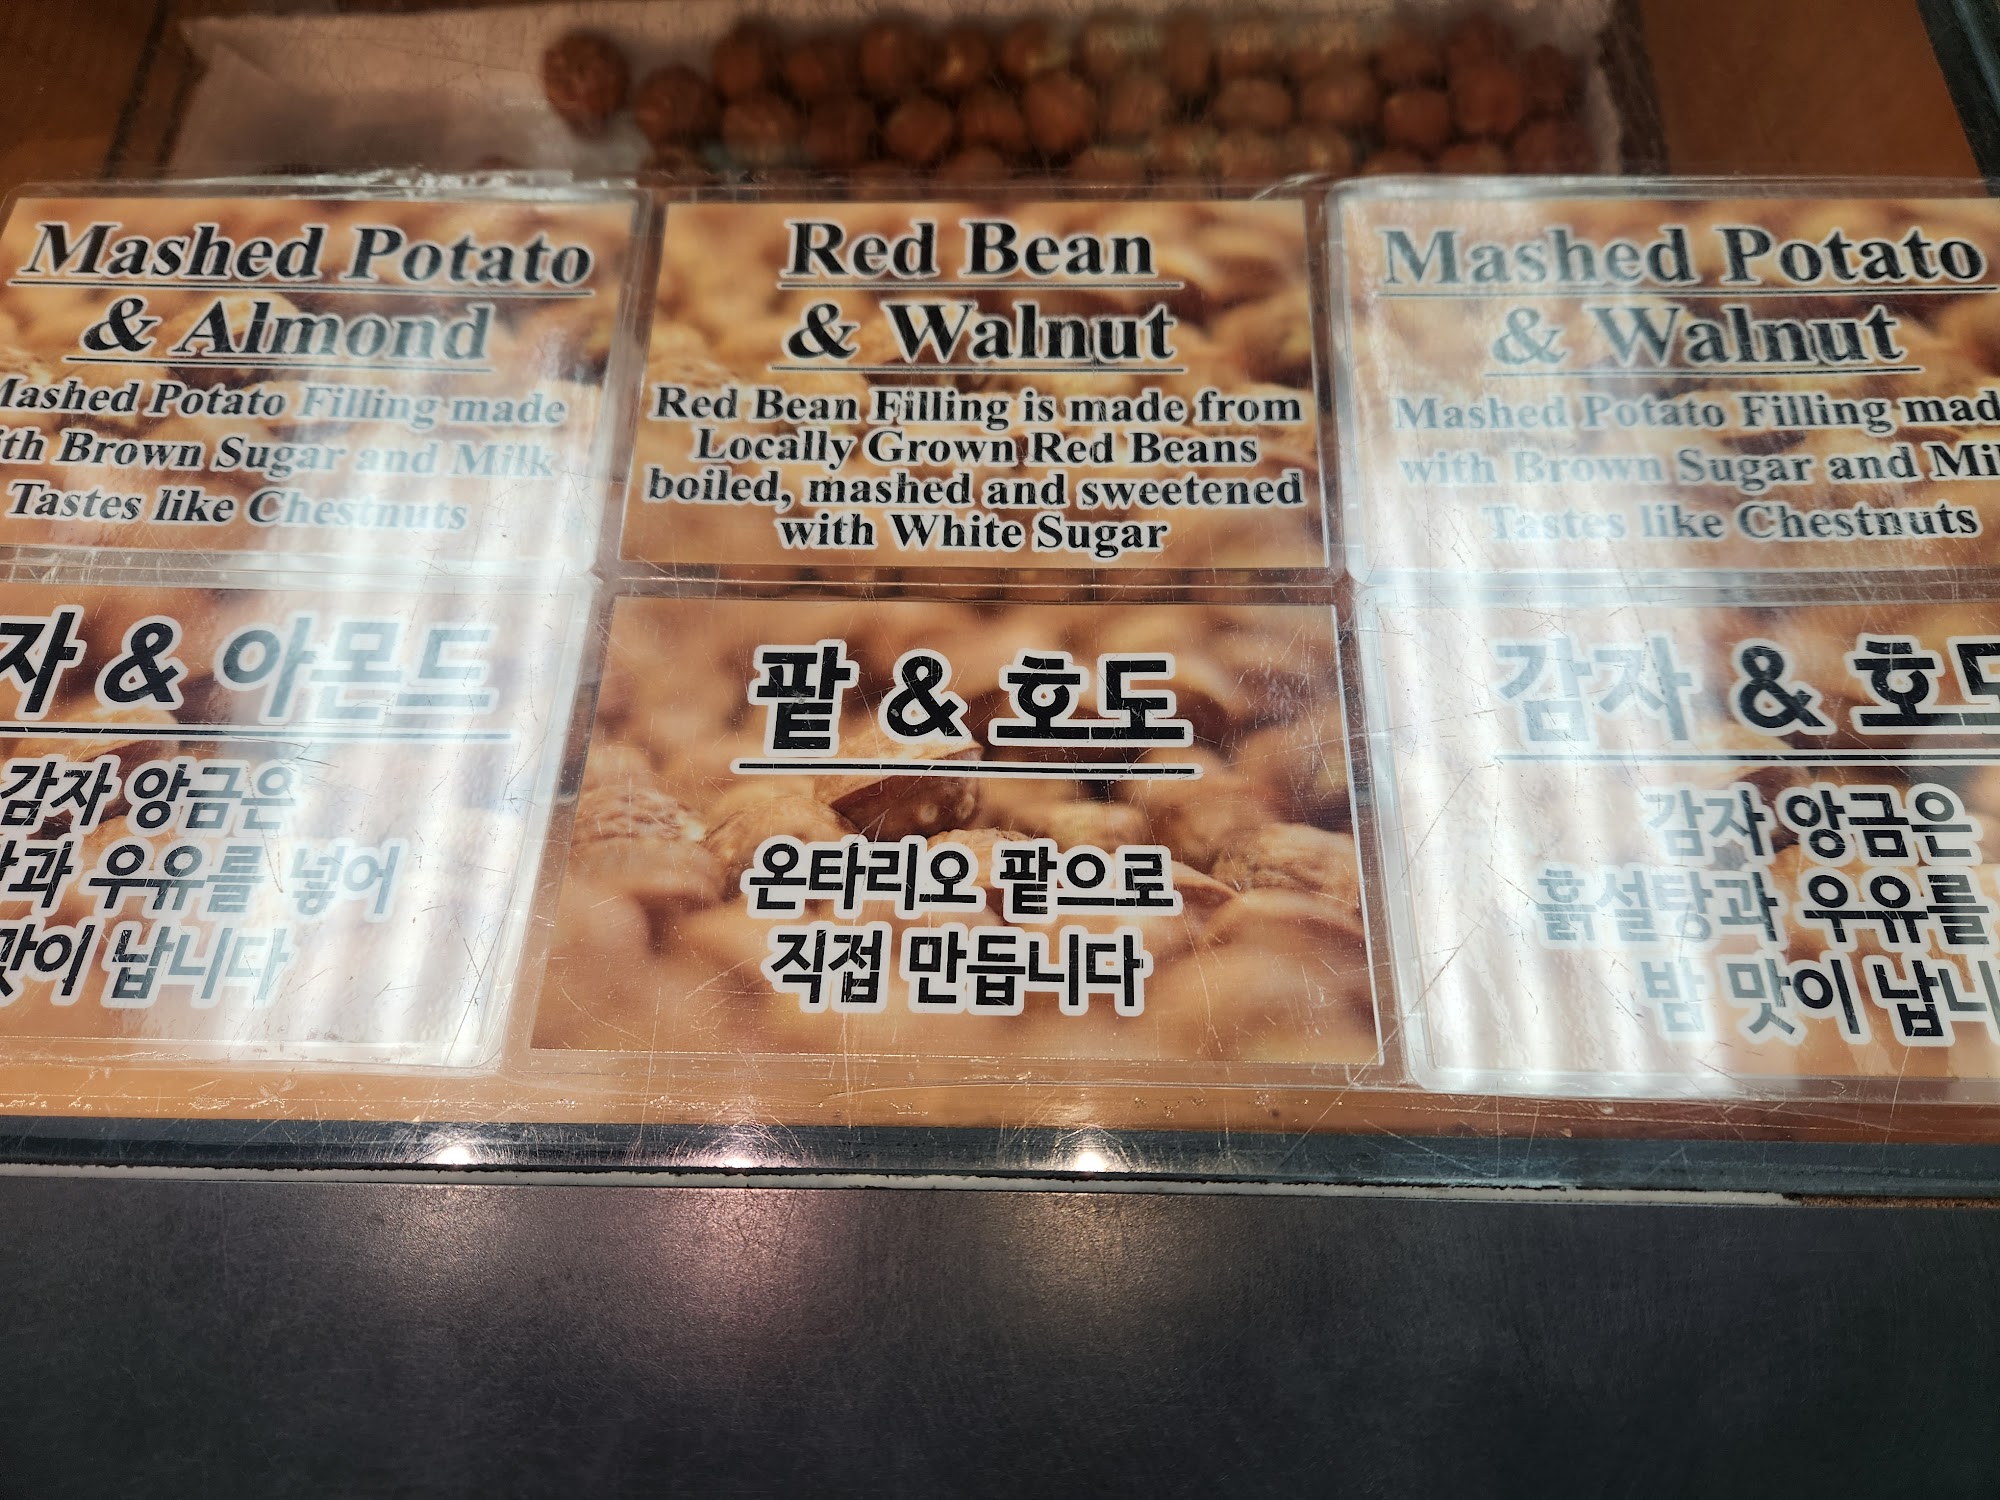 Mashed Potato
& Almond
Mashed Potato Filling made
with Brown Sugar and Milk
Tastes like Chestnuts
Red Bean
& Walnut
Red Bean Filling is made from
Locally Grown Red Beans
boiled, mashed and sweetened
with White Sugar
Mashed Potato
& Walnut
Mashed Potato Filling made
with Brown Sugar and Milk
Tastes like Chestnuts
& 아몬드
감자 앙금은
우유를 넣어
맛이 납니다
팥 & 호도
온타리오 팥으로
직접 만듭니다
감자 & 호도
감자 앙금은
흙설탕과 우유를
밤 맛이 납니